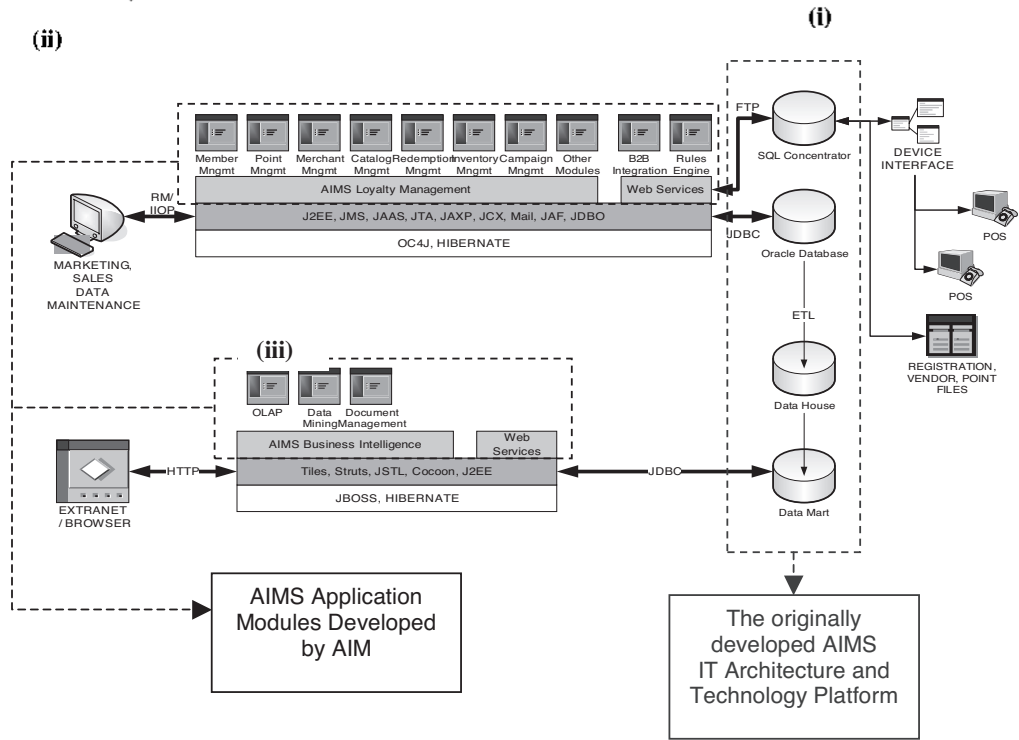 (i)
(ii)
FTP
SQL Concentrator
DEVICE
INTERFACE
POS
POS
REGISTRATION,
VENDOR, POINT
FILES
Member
Mngmt
Point
Mngmt
Merchant
Mngmt
Catalog
Mngmt
Redemption
Mngmt
Inventory
Mngmt
Campaign
Mngmt
Other
Modules
B2B
Integration
Rules
Engine
AIMS Loyalty Management
Web Services
RM/
IIOP
J2EE, JMS, JAAS, JTA, JAXP, JCX, Mail, JAF, JDBO
OC4J, HIBERNATE
JDBC
Oracle Database
MARKETING,
SALES
DATA
MAINTENANCE
ETL
(iii)
OLAP
Data
Mining
Document
Management
Data House
AIMS Business Intelligence
Web
Services
HTTP
Tiles, Struts, JSTL, Cocoon, J2EE
JBOSS, HIBERNATE
JDBO
Data Mart
EXTRANET
/ BROWSER
AIMS Application
Modules Developed
by AIM
The originally
developed AIMS
IT Architecture and
Technology Platform